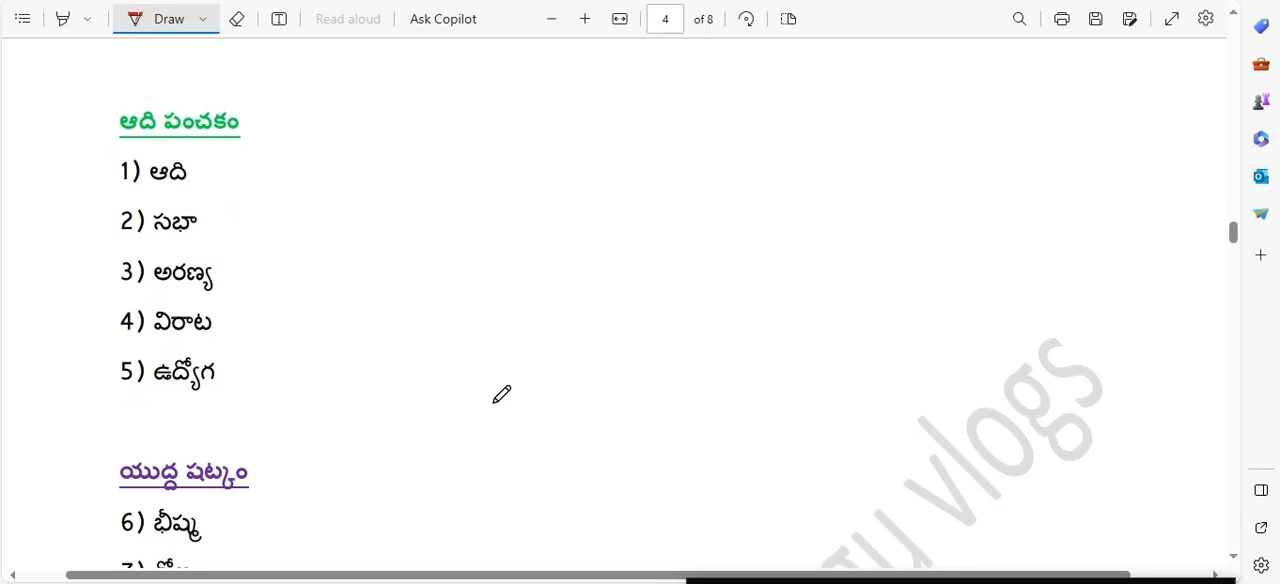 Draw
Read aloud
Ask Copilot
4 of 8
ఆది పంచకం
1) ఆది
2) సభా
3) అరణ్య
4) విరాట
5) ఉద్యోగ
యుద్ధ షట్కం
6) భీష్మ
vlogs